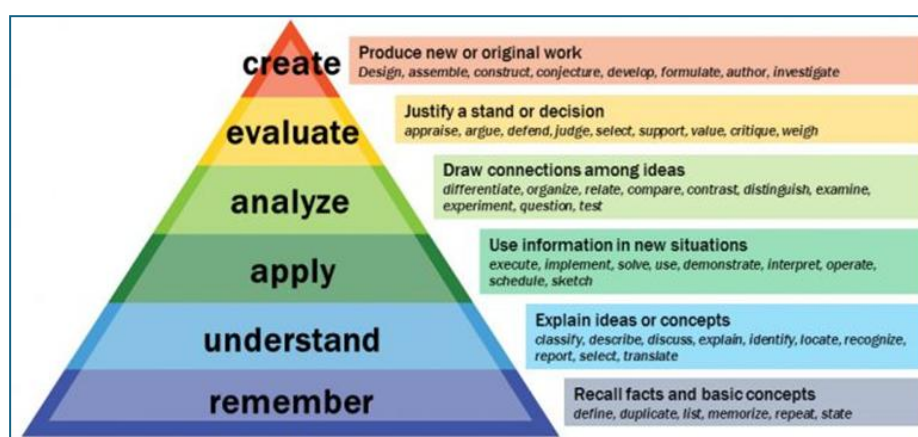 create
Produce new or original work
Design, assemble, construct, conjecture, develop, formulate, author, investigate
evaluate
Justify a stand or decision
appraise, argue, defend, judge, select, support, value, critique, weigh
analyze
Draw connections among ideas
differentiate, organize, relate, compare, contrast, distinguish, examine,
experiment, question, test
apply
Use information in new situations
execute, implement, solve, use, demonstrate, interpret, operate,
schedule, sketch
understand
Explain ideas or concepts
classify, describe, discuss, explain, identify, locate, recognize,
report, select, translate
remember
Recall facts and basic concepts
define, duplicate, list, memorize, repeat, state